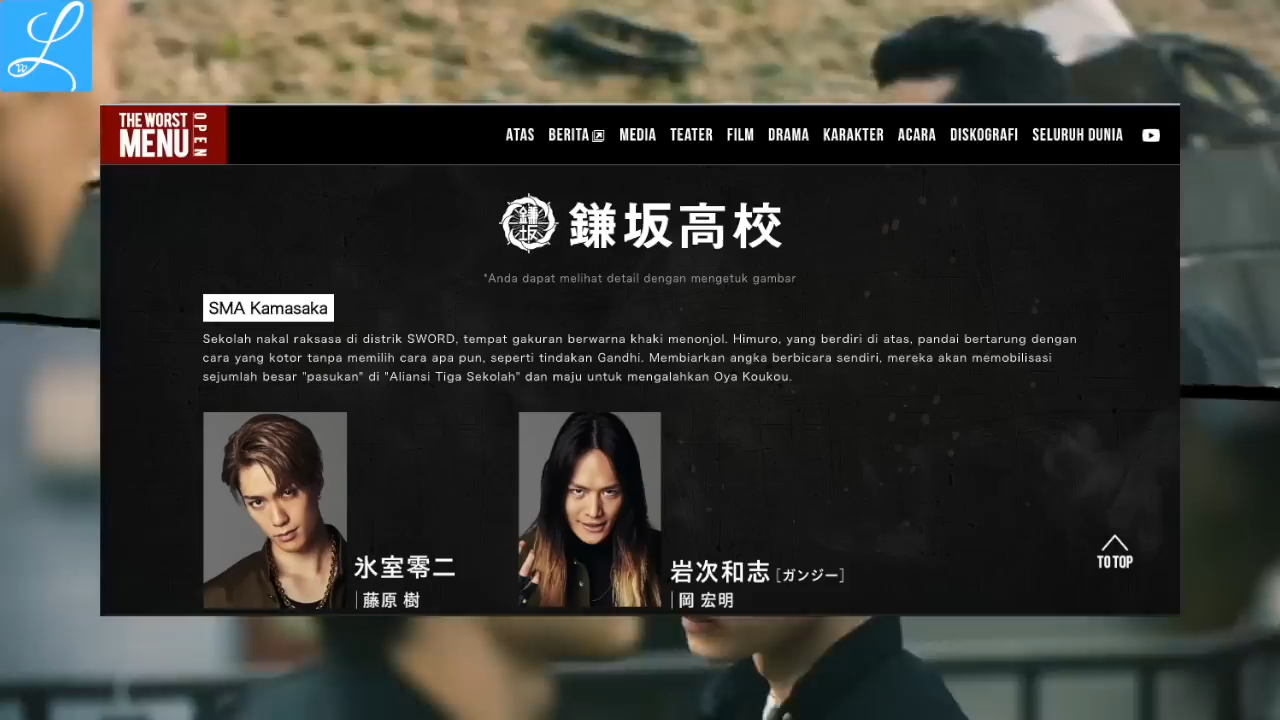 L
w
THE WORST
MENU
OPEN
ATAS BERITA MEDIA TEATER FILM DRAMA KARAKTER ACARA DISKOGRAFI SELURUH DUNIA
鎌坂
鎌坂高校
*Anda dapat melihat detail dengan mengetuk gambar
SMA Kamasaka
Sekolah nakal raksasa di distrik SWORD, tempat gakuran berwarna khaki menonjol. Himuro, yang berdiri di atas, pandai bertarung dengan
cara yang kotor tanpa memilih cara apa pun, seperti tindakan Gandhi. Membiarkan angka berbicara sendiri, mereka akan memobilisasi
sejumlah besar "pasukan" di "Aliansi Tiga Sekolah" dan maju untuk mengalahkan Oya Koukou.
氷室零二
藤原 樹
岩次和志 [ガンジー]
岡 宏明
TO TOP